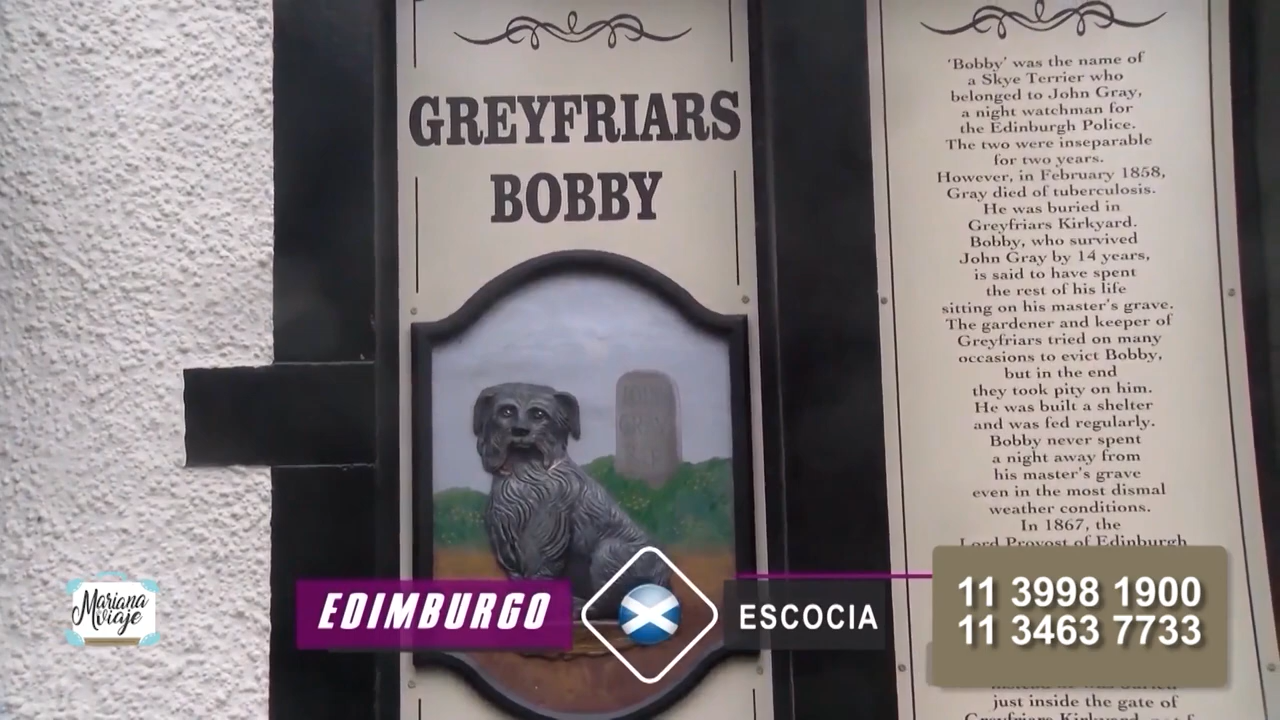 GREYFRIARS
BOBBY
'Bobby' was the name of
a Skye Terrier who
belonged to John Gray,
a night watchman for
the Edinburgh Police.
The two were inseparable
for two years.
However, in February 1858,
Gray died of tuberculosis.
He was buried in
Greyfriars Kirkyard.
Bobby, who survived
John Gray by 14 years,
is said to have spent
the rest of his life
sitting on his master's grave.
The gardener and keeper of
Greyfriars tried on many
occasions to evict Bobby,
but in the end
they took pity on him.
He was built a shelter
and was fed regularly.
Bobby never spent
a night away from
his master's grave
even in the most dismal
weather conditions.
In 1867, the
Lord Provost of Edinburgh
just inside the gate of
Greyfriars Kirkyard
GRAY
Mariana
de viaje
EDIMBURGO
ESCOCIA
11 3998 1900
11 3463 7733